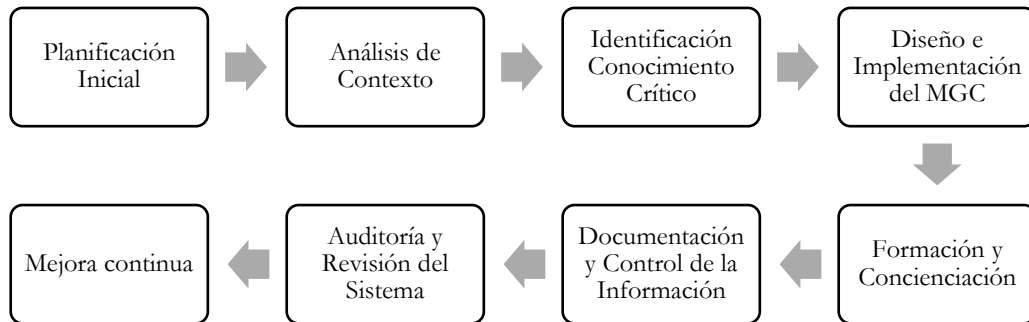 Planificación
Inicial
Análisis de
Contexto
Identificación
Conocimiento
Crítico
Diseño e
Implementación
del MGC
Formación y
Concienciación
Documentación
y Control de la
Información
Auditoría y
Revisión del
Sistema
Mejora continua